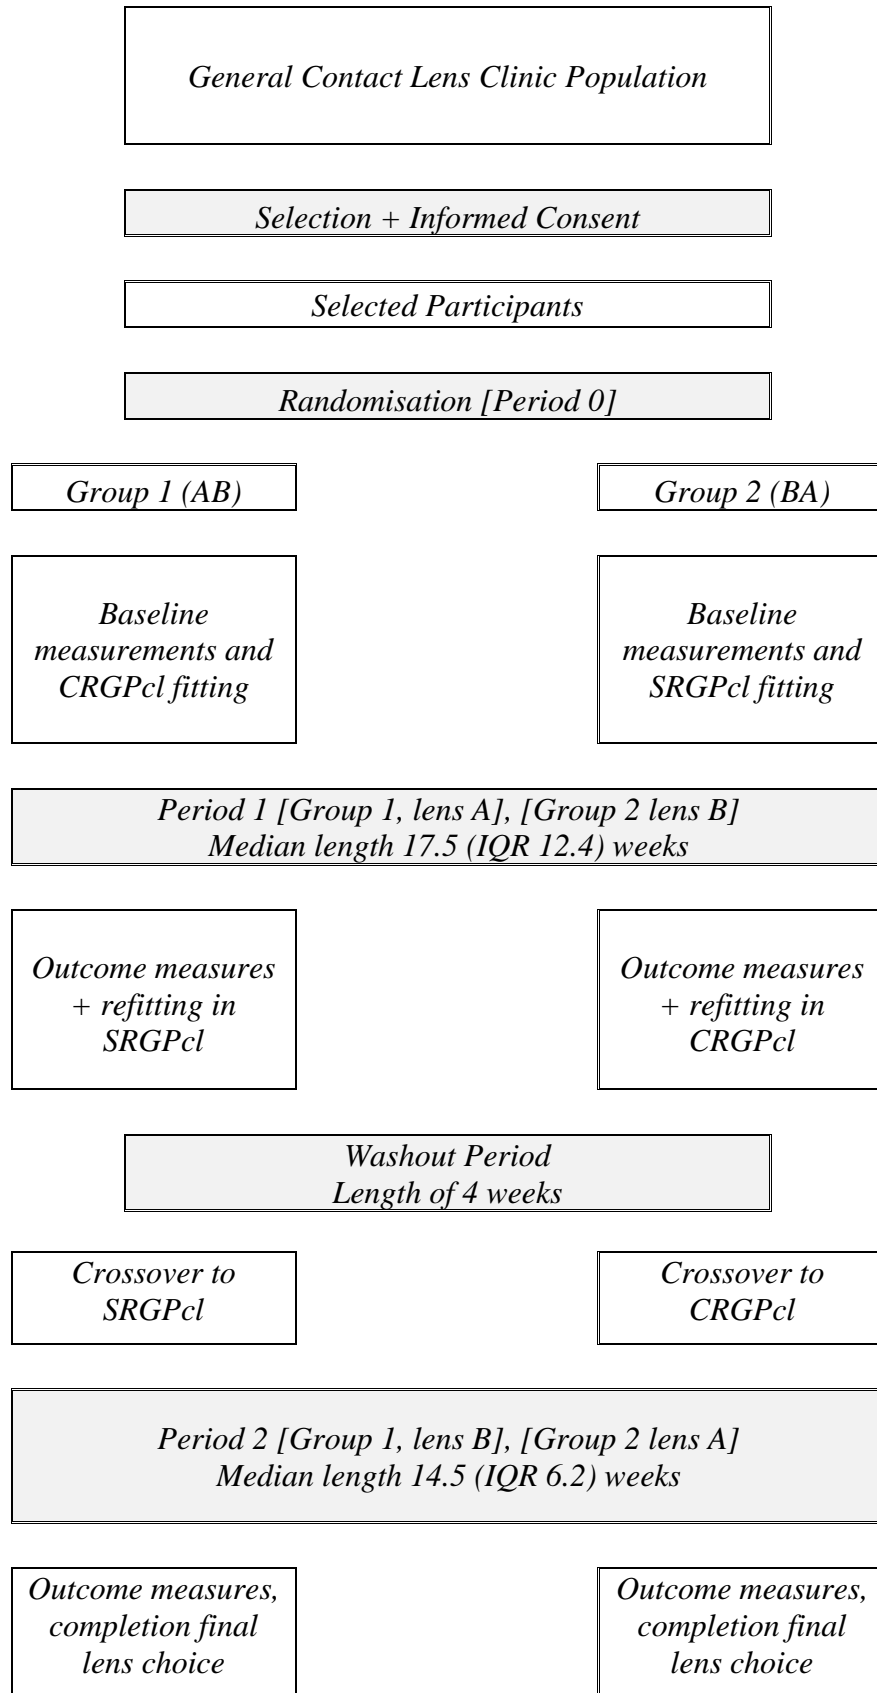 General Contact Lens Clinic Population
Selection + Informed Consent
Selected Participants
Randomisation [Period 0]
Group 1 (AB)
Group 2 (BA)
Baseline
measurements and
CRGPcl fitting
Baseline
measurements and
SRGPcl fitting
Period 1 [Group 1, lens A], [Group 2 lens B]
Median length 17.5 (IQR 12.4) weeks
Outcome measures
+ refitting in
SRGPcl
Outcome measures
+ refitting in
CRGPcl
Washout Period
Length of 4 weeks
Crossover to
SRGPcl
Crossover to
CRGPcl
Period 2 [Group 1, lens B], [Group 2 lens A]
Median length 14.5 (IQR 6.2) weeks
Outcome measures,
completion final
lens choice
Outcome measures,
completion final
lens choice